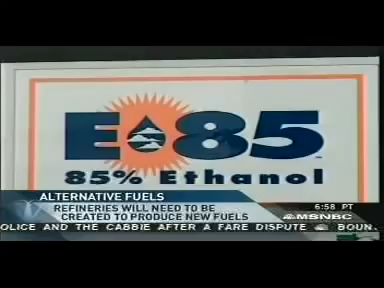 E85
85% Ethanol
ALTERNATIVE FUELS
REFINERIES WILL NEED TO BE
CREATED TO PRODUCE NEW FUELS
6:58 PT
MSNBC
OLICE AND THE CABBIE AFTER A FARE DISPUTE
BOUN